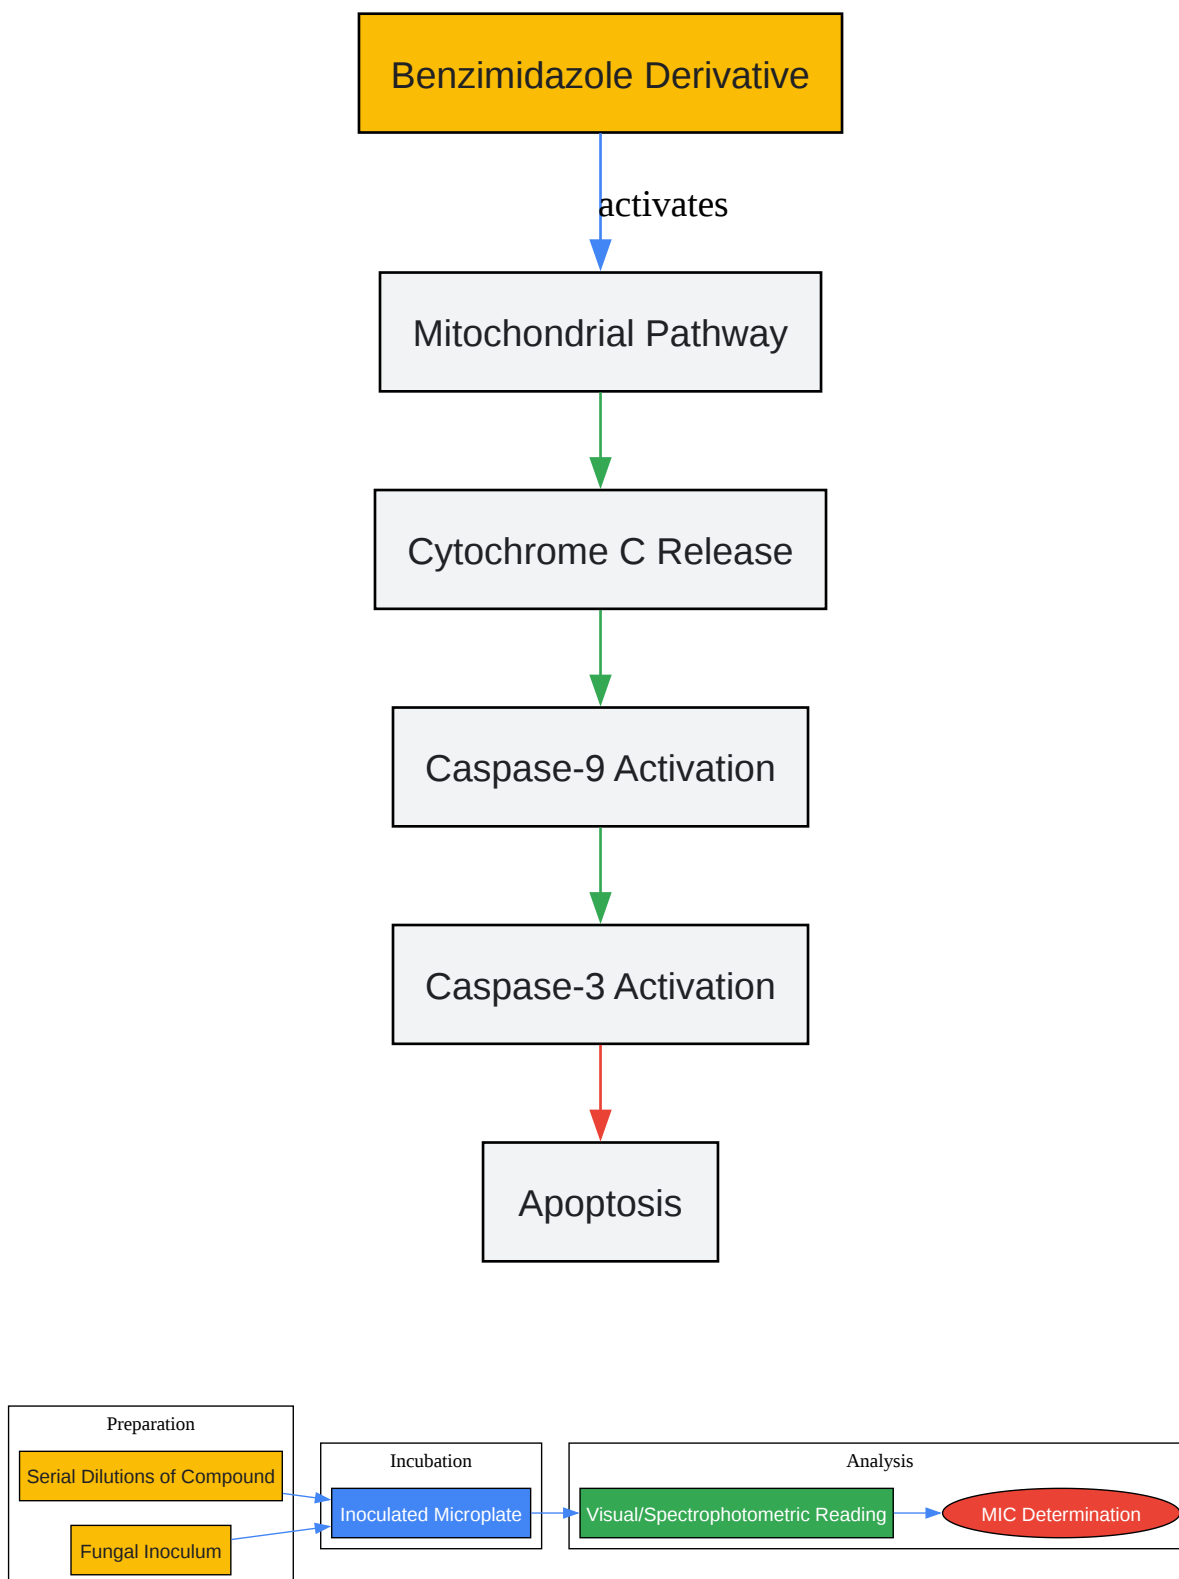 Benzimidazole Derivative
activates
Mitochondrial Pathway
Cytochrome C Release
Caspase-9 Activation
Caspase-3 Activation
Apoptosis
Preparation
Serial Dilutions of Compound
Fungal Inoculum
Incubation
Inoculated Microplate
Analysis
Visual/Spectrophotometric Reading
MIC Determination